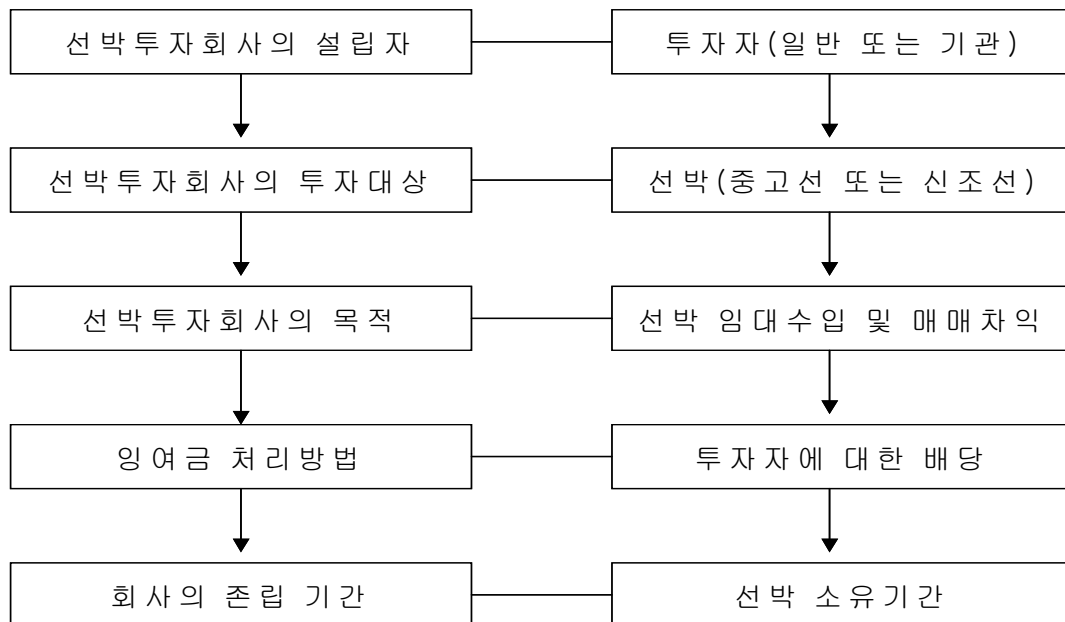 선박투자회사의 설립자
투자자(일반 또는 기관)
선박투자회사의 투자대상
선박(중고선 또는 신조선)
선박투자회사의 목적
선박 임대수입 및 매매차익
잉여금 처리방법
투자자에 대한 배당
회사의 존립 기간
선박 소유기간